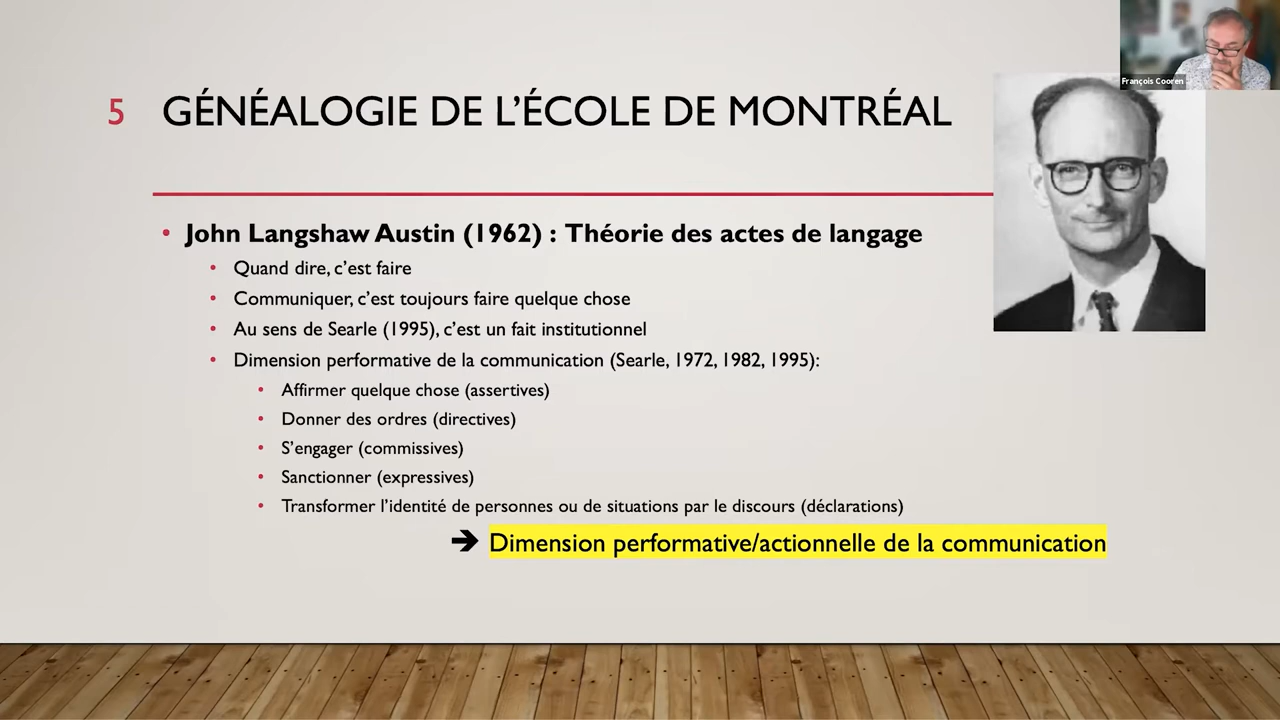 François Cooren
5 GÉNÉALOGIE DE L’ÉCOLE DE MONTRÉAL
• John Langshaw Austin (1962) : Théorie des actes de langage
• Quand dire, c’est faire
• Communiquer, c’est toujours faire quelque chose
• Au sens de Searle (1995), c’est un fait institutionnel
• Dimension performative de la communication (Searle, 1972, 1982, 1995):
• Affirmer quelque chose (assertives)
• Donner des ordres (directives)
• S’engager (commissives)
• Sanctionner (expressives)
• Transformer l’identité de personnes ou de situations par le discours (déclarations)
➔ Dimension performative/actionnelle de la communication